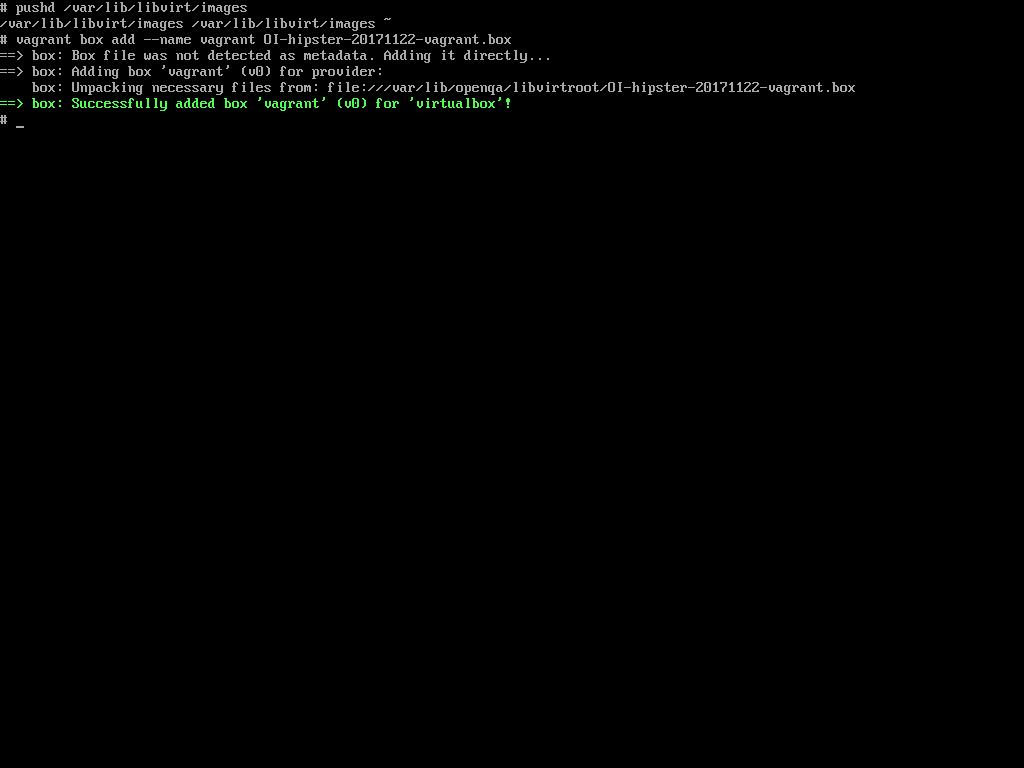 # pushd /var/lib/libvirt/images
/var/lib/libvirt/images /var/lib/libvirt/images ~
# vagrant box add --name vagrant OI-hipster-20171122-vagrant.box
==> box: Box file was not detected as metadata. Adding it directly...
==> box: Adding box 'vagrant' (v0) for provider:
    box: Unpacking necessary files from: file:///var/lib/openqa/libvirtroot/OI-hipster-20171122-vagrant.box
==> box: Successfully added box 'vagrant' (v0) for 'virtualbox'!
# _